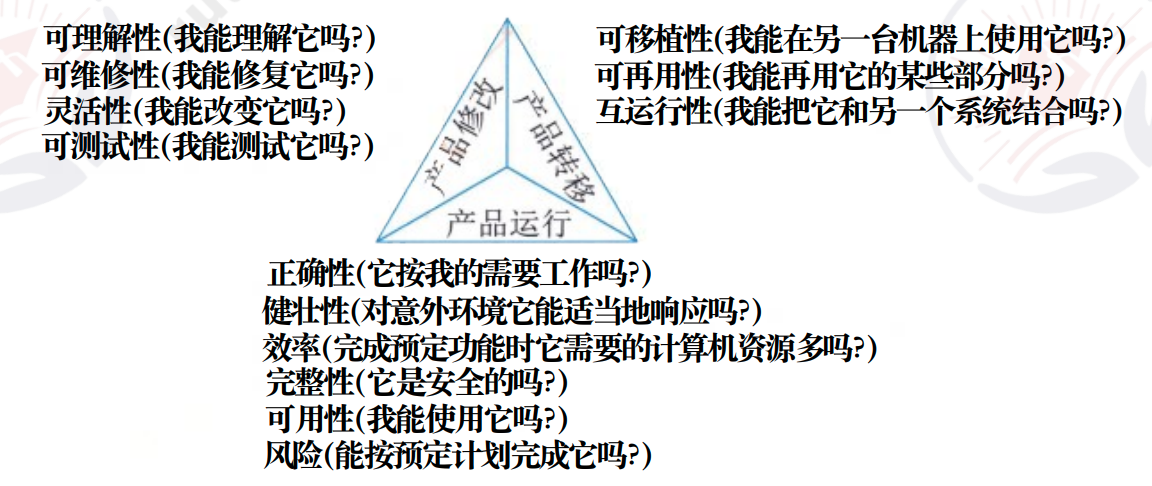 可理解性(我能理解它吗?)
可维修性(我能修复它吗?)
灵活性(我能改变它吗?)
可测试性(我能测试它吗?)
可移植性(我能在另一台机器上使用它吗?)
可再用性(我能再用它的某些部分吗?)
互运行性(我能把它和另一个系统结合吗?)
产品修改
产品转移
产品运行
正确性(它按我的需要工作吗?)
健壮性(对意外环境它能适当地响应吗?)
效率(完成预定功能时它需要的计算机资源多吗?)
完整性(它是安全的吗?)
可用性(我能使用它吗?)
风险(能按预定计划完成它吗?)